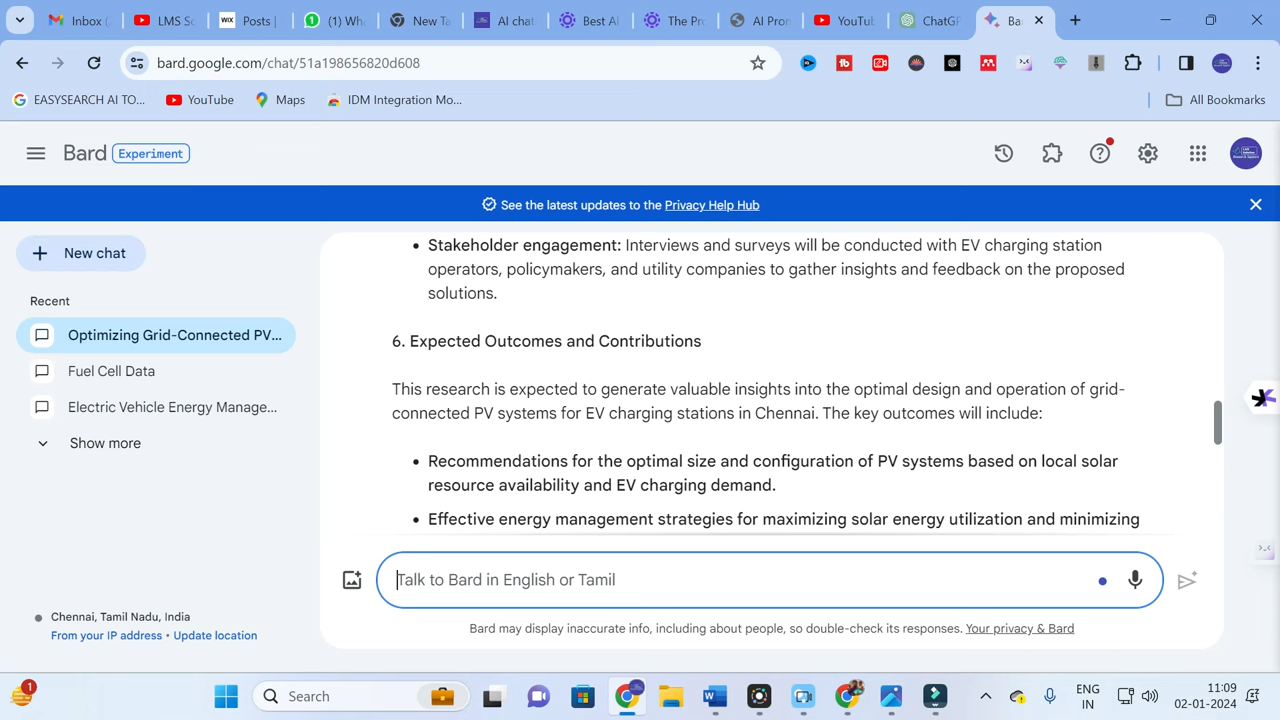 Inbox (
LMS So
WIX
Posts |
(1) Wha
New Ta
AI chat
Best AI
The Pro
AI Prom
YouTub
ChatGP
Ba
bard.google.com/chat/51a198656820d608
EASYSEARCH AI TO...
YouTube
Maps
IDM Integration Mo...
All Bookmarks
Bard
Experiment
See the latest updates to the Privacy Help Hub
New chat
Recent
Optimizing Grid-Connected PV...
Fuel Cell Data
Electric Vehicle Energy Manage...
Show more
Chennai, Tamil Nadu, India
From your IP address • Update location
• Stakeholder engagement: Interviews and surveys will be conducted with EV charging station
operators, policymakers, and utility companies to gather insights and feedback on the proposed
solutions.
6. Expected Outcomes and Contributions
This research is expected to generate valuable insights into the optimal design and operation of grid-
connected PV systems for EV charging stations in Chennai. The key outcomes will include:
• Recommendations for the optimal size and configuration of PV systems based on local solar
resource availability and EV charging demand.
• Effective energy management strategies for maximizing solar energy utilization and minimizing
Talk to Bard in English or Tamil
Bard may display inaccurate info, including about people, so double-check its responses. Your privacy & Bard
1
Search
ENG
IN
11:09
02-01-2024